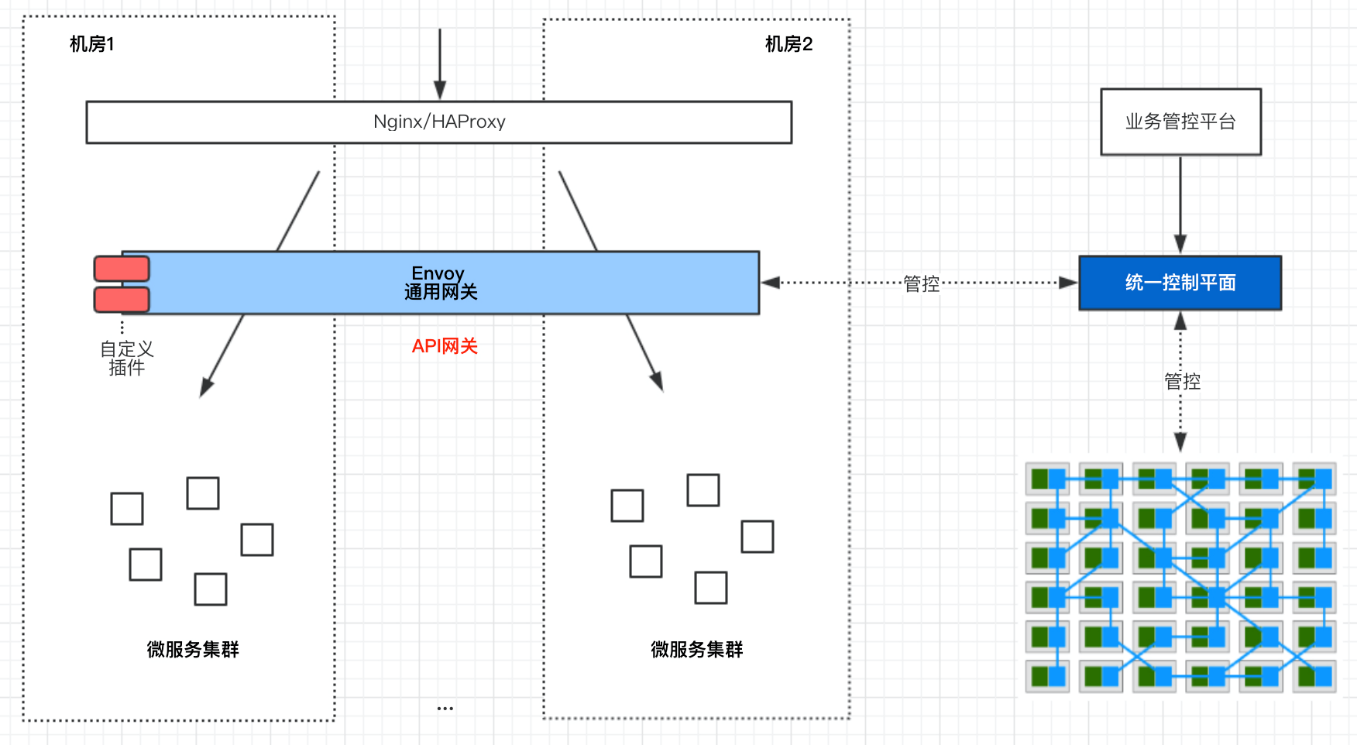 机房1
机房2
Nginx/HAProxy
业务管控平台
Envoy
通用网关
管控
统一控制平面
自定义
插件
API网关
管控
微服务集群
微服务集群
...